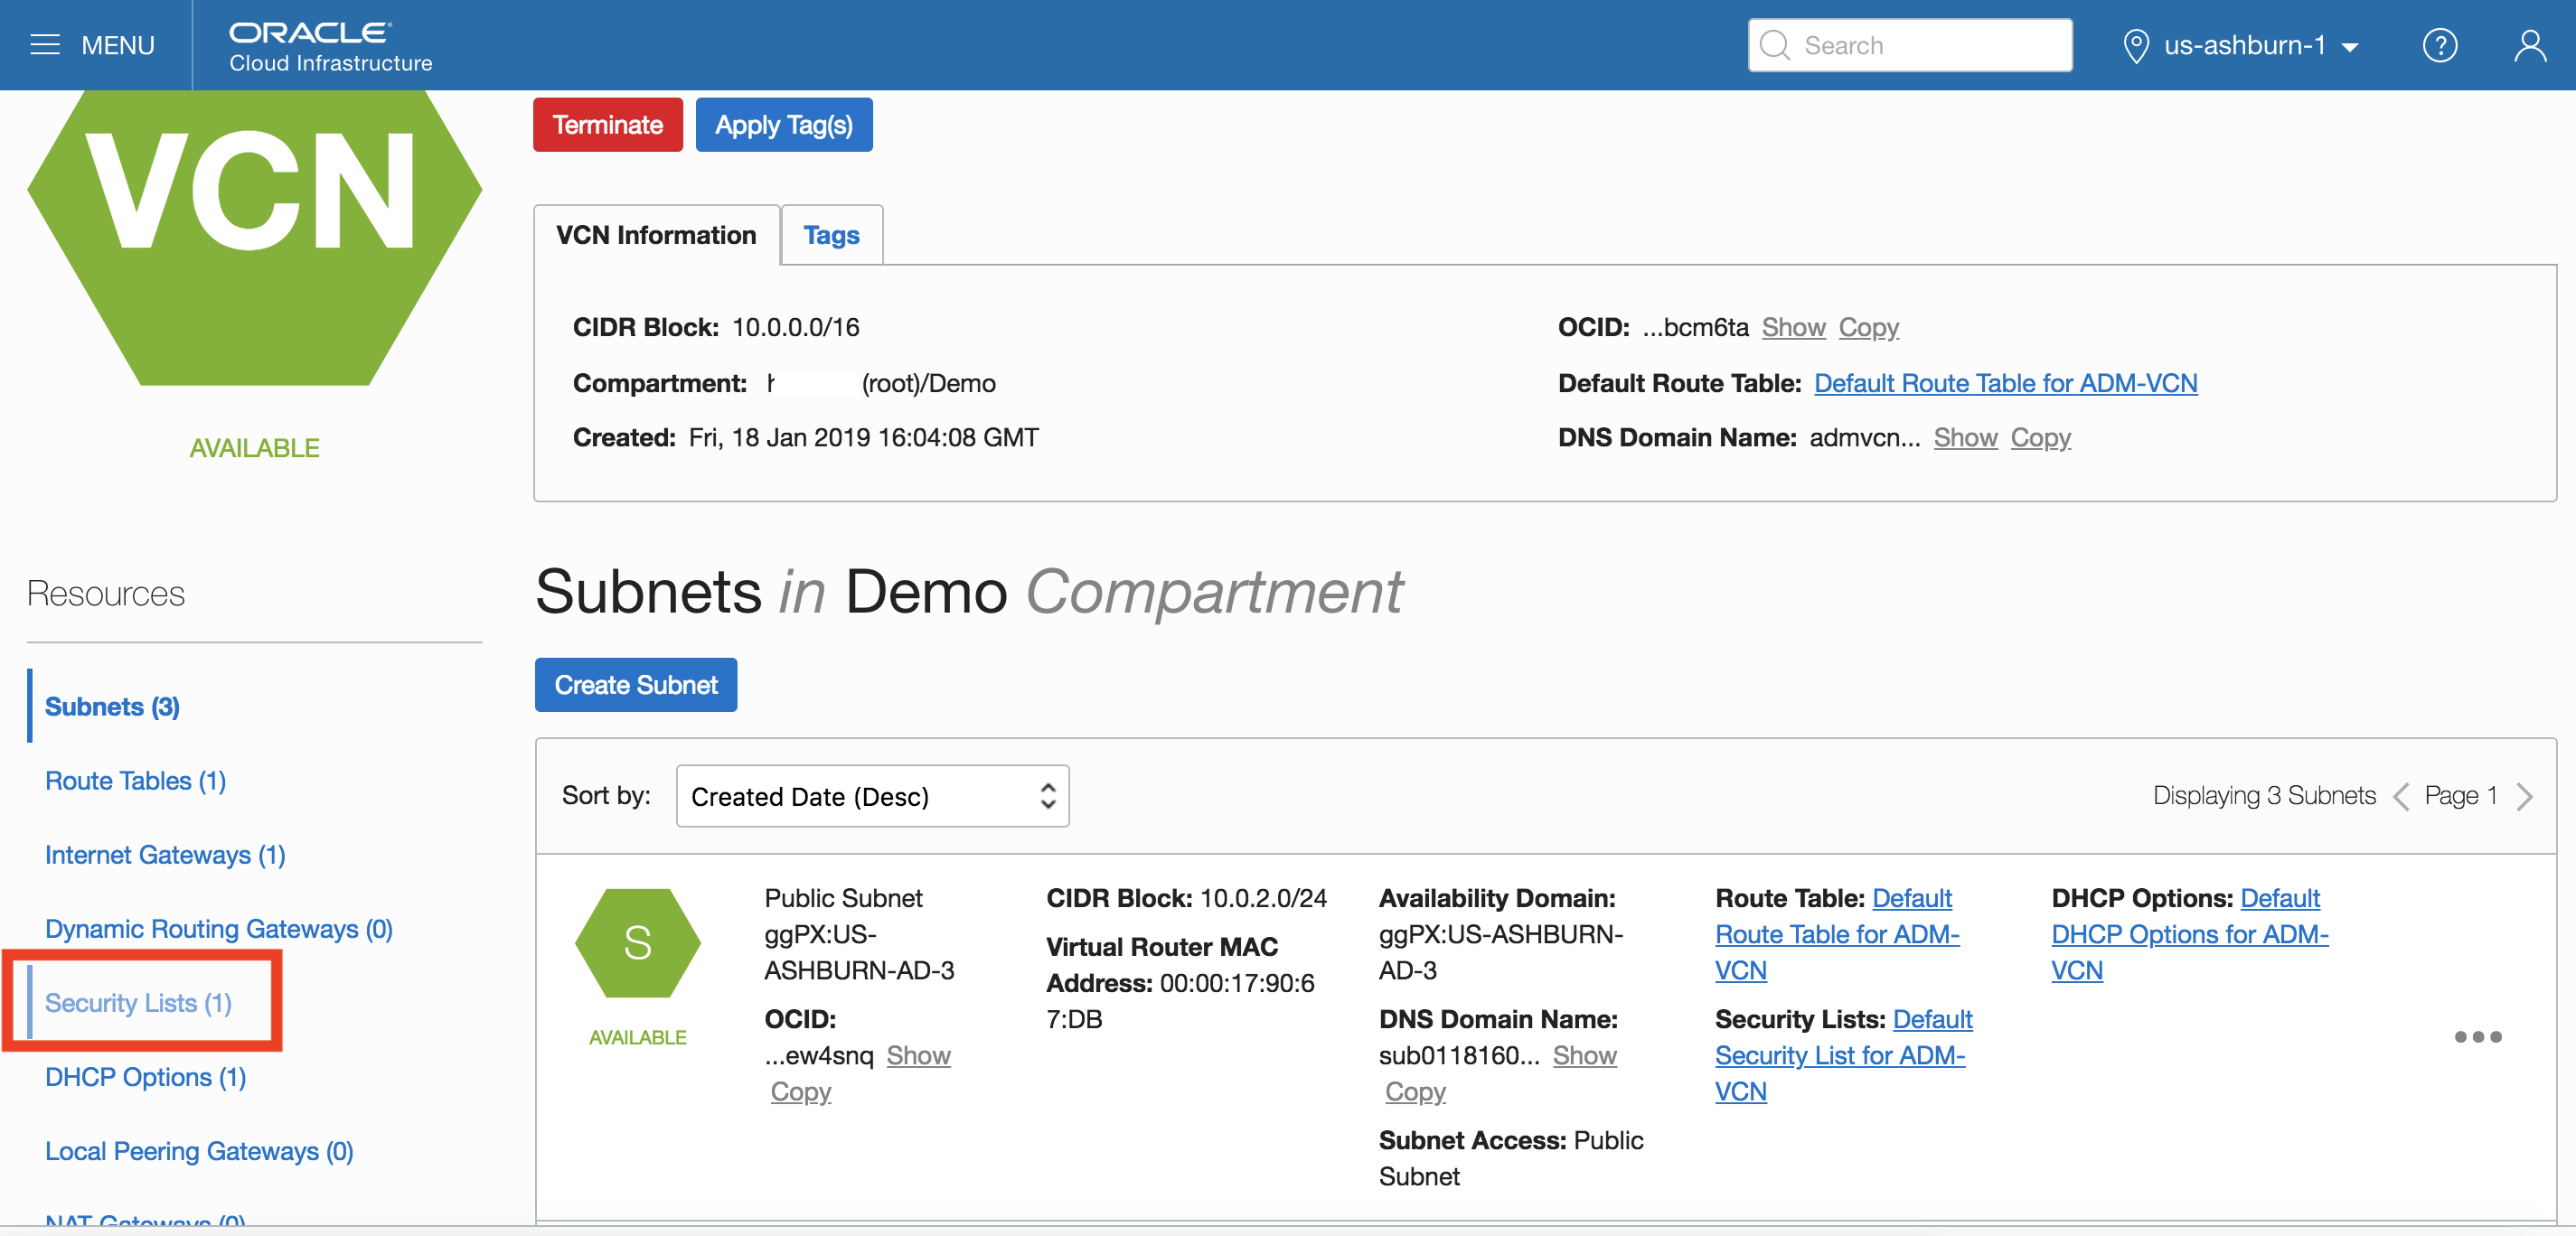 MENU
ORACLE
Cloud Infrastructure
Search
us-ashburn-1
?
VCN
AVAILABLE
Terminate
Apply Tag(s)
VCN Information
Tags
CIDR Block: 10.0.0.0/16
Compartment: (root)/Demo
Created: Fri, 18 Jan 2019 16:04:08 GMT
OCID: ...bcm6ta Show Copy
Default Route Table: Default Route Table for ADM-VCN
DNS Domain Name: admvcn... Show Copy
Resources
Subnets (3)
Route Tables (1)
Internet Gateways (1)
Dynamic Routing Gateways (0)
Security Lists (1)
DHCP Options (1)
Local Peering Gateways (0)
NAT Gateways (0)
Subnets in Demo Compartment
Create Subnet
Sort by:
Created Date (Desc)
Displaying 3 Subnets
Page 1
S
AVAILABLE
Public Subnet
ggPX:US-
ASHBURN-AD-3
OCID:
...ew4snq Show
Copy
CIDR Block: 10.0.2.0/24
Virtual Router MAC
Address: 00:00:17:90:6
7:DB
Availability Domain:
ggPX:US-ASHBURN-
AD-3
DNS Domain Name:
sub0118160... Show
Copy
Subnet Access: Public
Subnet
Route Table: Default
Route Table for ADM-
VCN
Security Lists: Default
Security List for ADM-
VCN
DHCP Options: Default
DHCP Options for ADM-
VCN